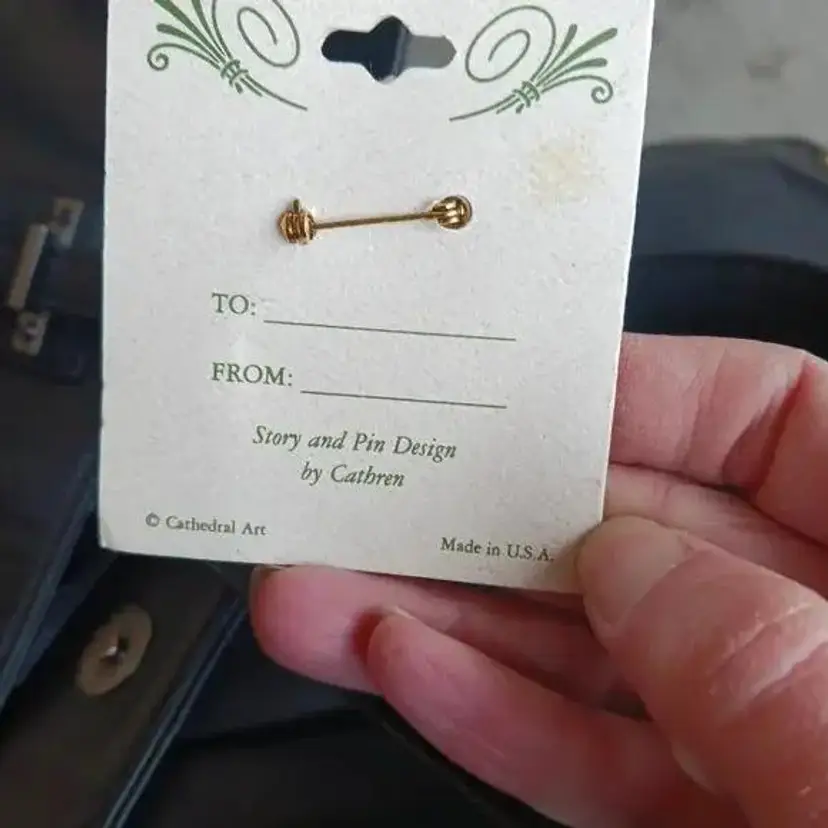 TO:
FROM:
Story and Pin Design
by Cathren
© Cathedral Art
Made in U.S.A.